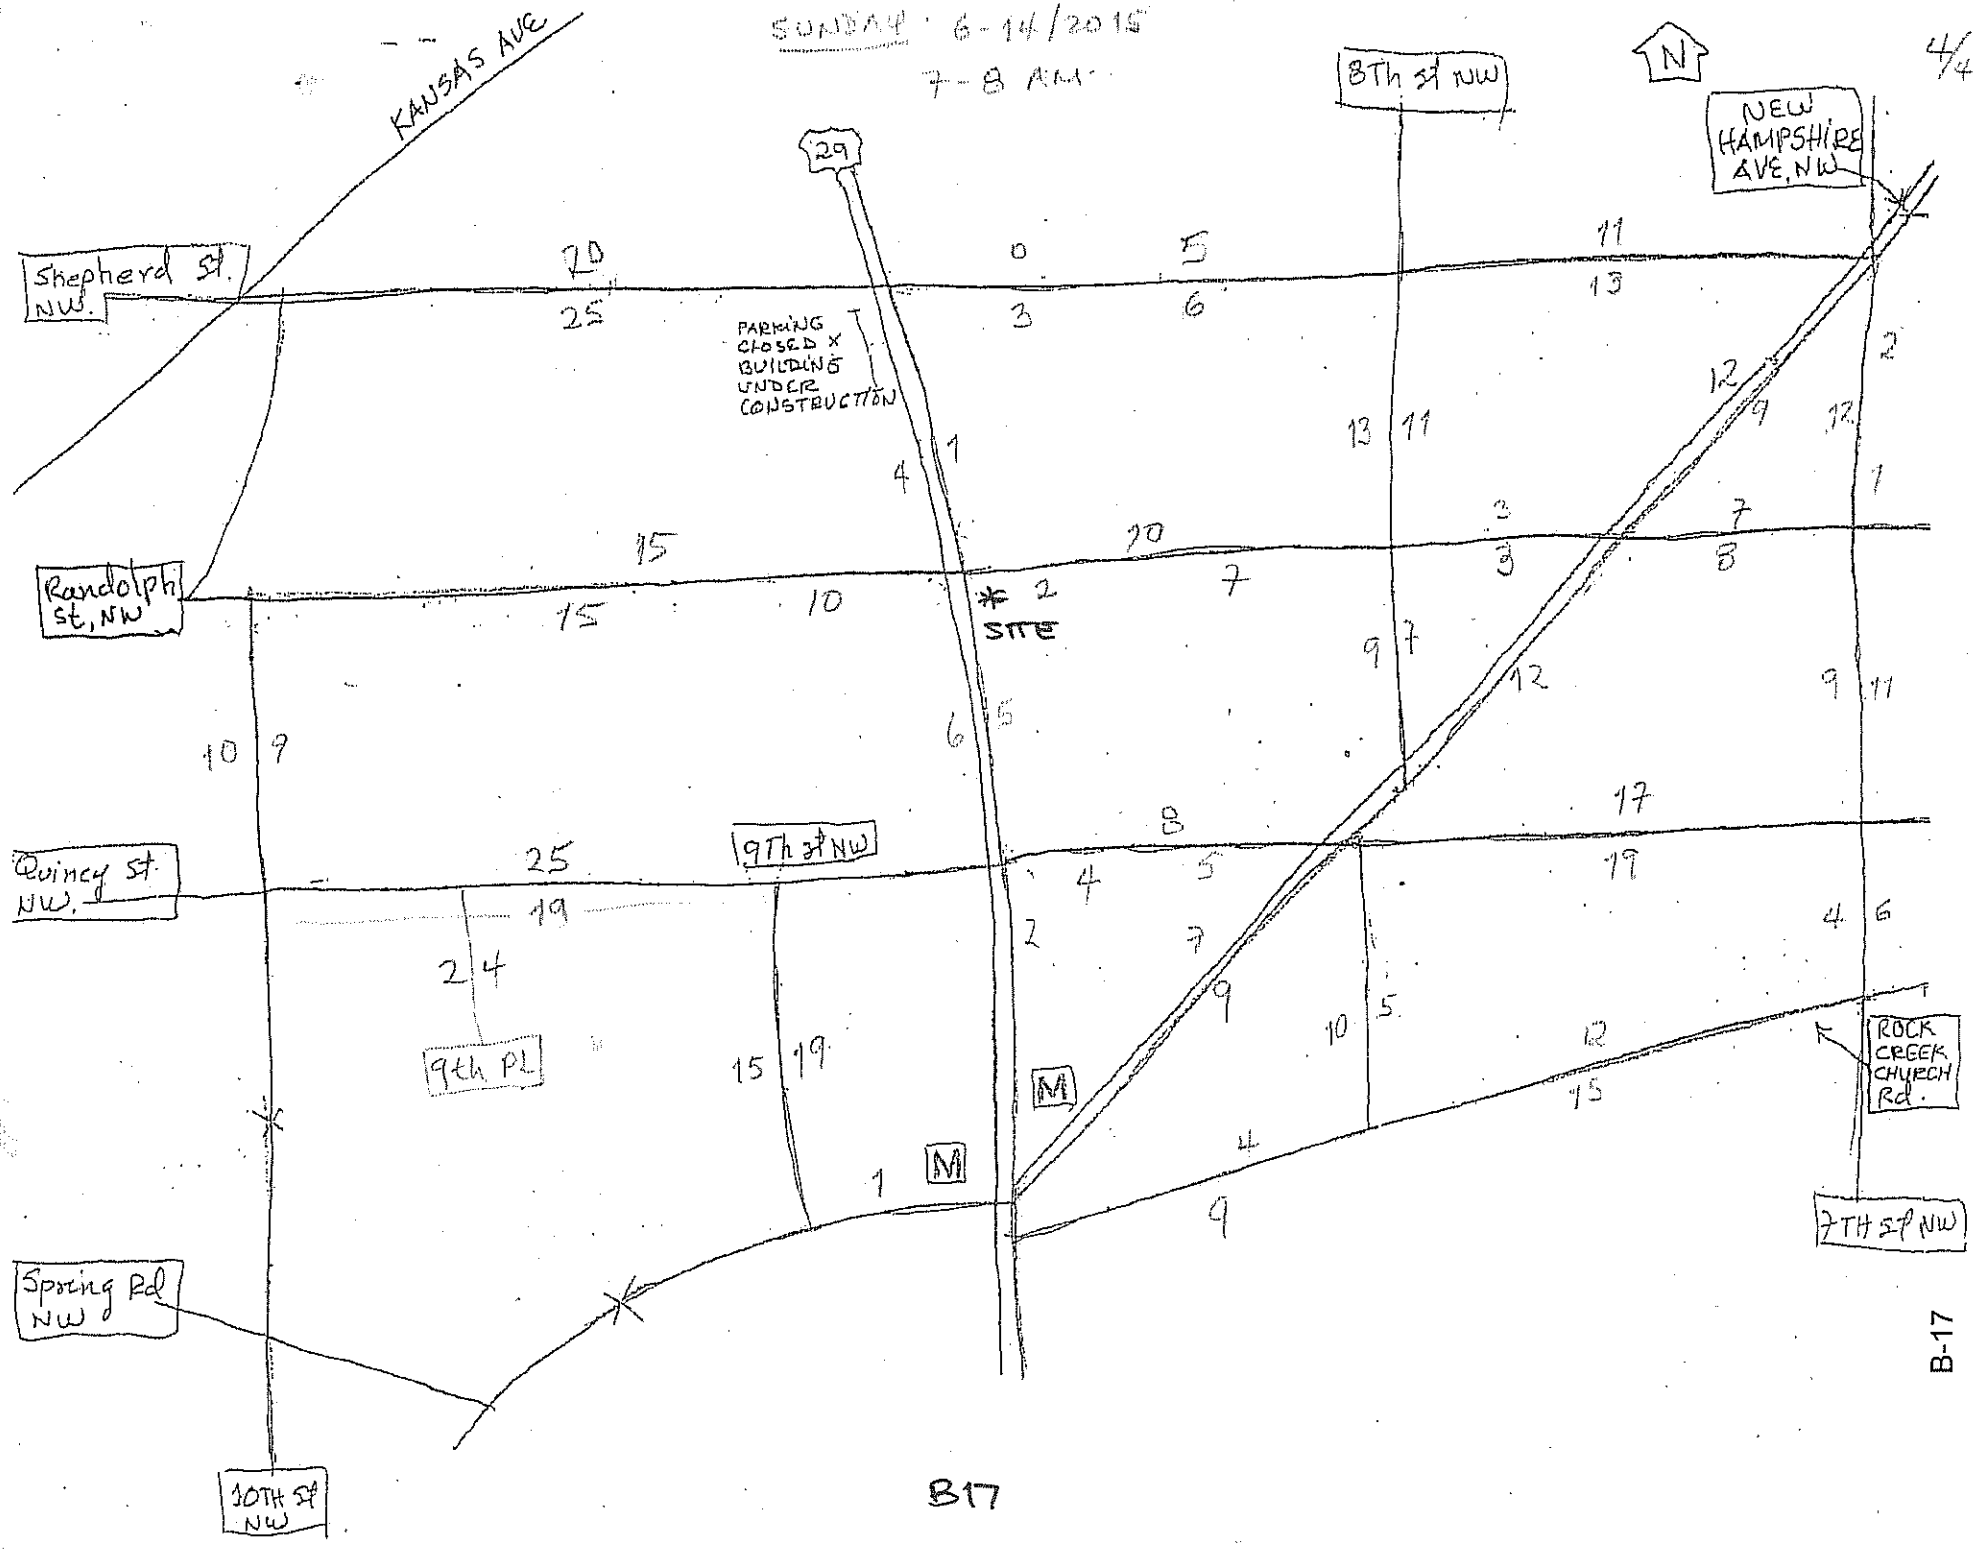 SUNDAY 6-14/2015
7-8 AM
4/4
KANSAS AVE
8Th st NW
N
NEW
HAMPSHIRE
AVE, NW
29
Shepherd St.
NW.
20
25
0
3
5
6
11
13
PARKING
CLOSED X
BUILDING
UNDER
CONSTRUCTION
2
12
9
12
13 11
1
4
1
Randolph
St, NW
15
15
10
10
2
7
3
3
7
8
*
SITE
9 7
12
9 11
10 9
6 5
Quincy St.
NW.
25
19
9Th st NW
8
4
5
17
19
2
7
9
4 6
2 4
9th PL
15 19
10 5
12
15
ROCK
CREEK
CHURCH
Rd.
M
M
1
4
9
7TH ST NW
Spring Rd
NW
10TH ST
NW
B17
B-17